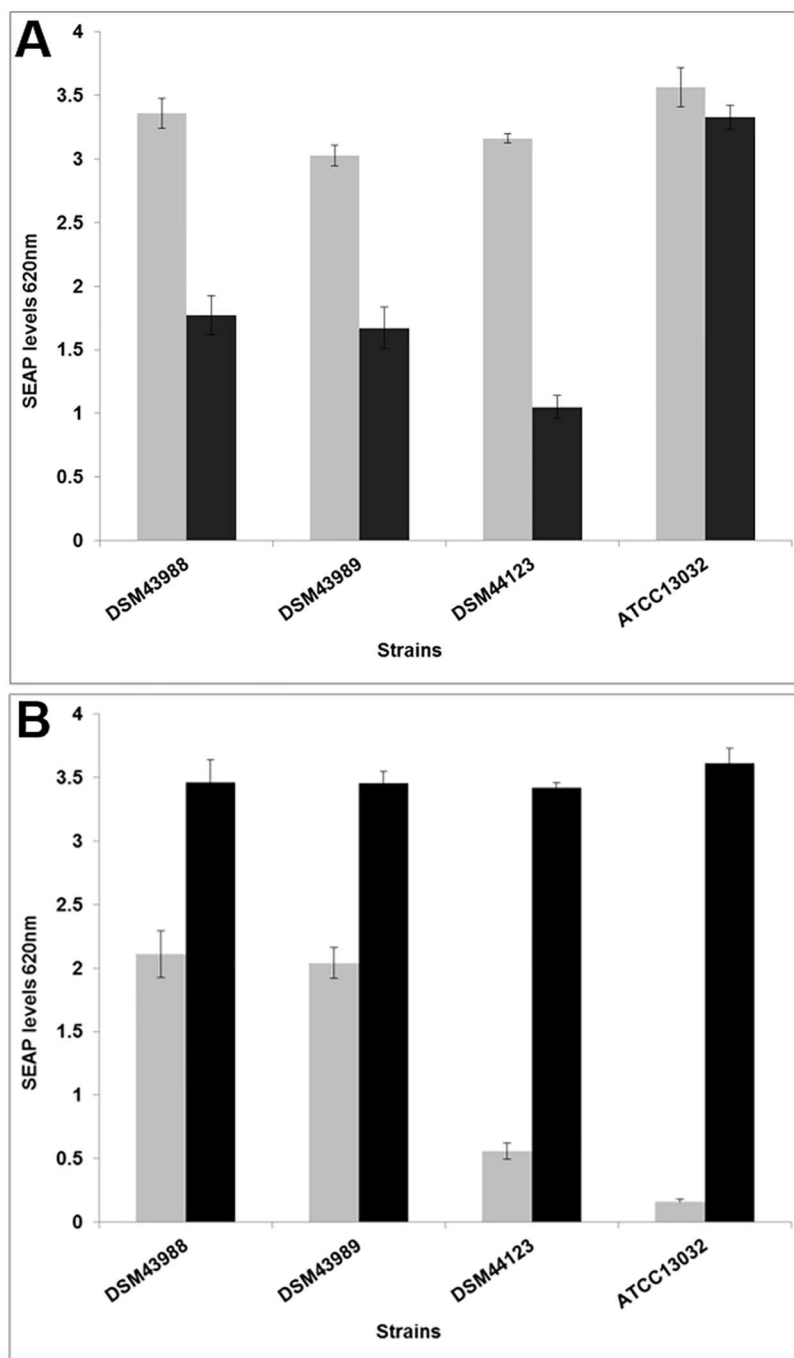 A
4
3.5
3
2.5
2
1.5
1
0.5
0
SEAP levels 620nm
DSM43988
DSM43989
DSM44123
ATCC13032
Strains
B
4
3.5
3
2.5
2
1.5
1
0.5
0
SEAP levels 620nm
DSM43988
DSM43989
DSM44123
ATCC13032
Strains